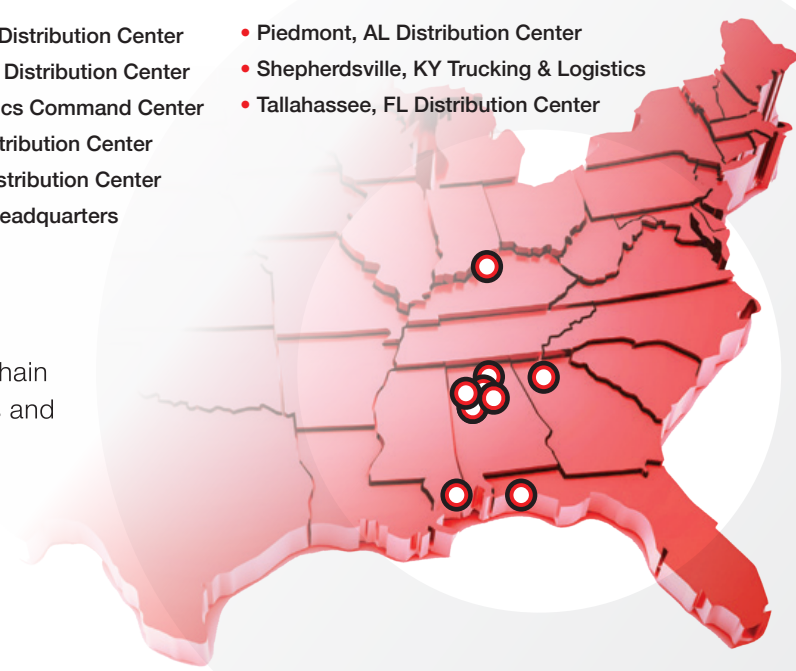 Distribution Center
Distribution Center
cs Command Center
tribution Center
stribution Center
eadquarters
• Piedmont, AL Distribution Center
• Shepherdsville, KY Trucking & Logistics
• Tallahassee, FL Distribution Center
hain
and